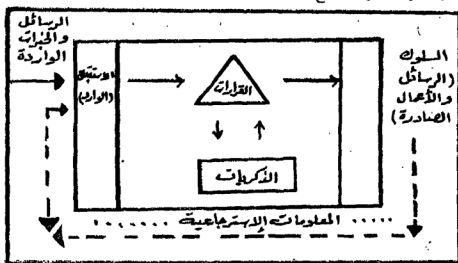 الرسائل
والخبرات
الواردة
الاستقبال
(الوارد)
القرارات
الذكريات
السلوك
(الرسائل
والأعمال
الصادرة)
المعلومات الاسترجاعية